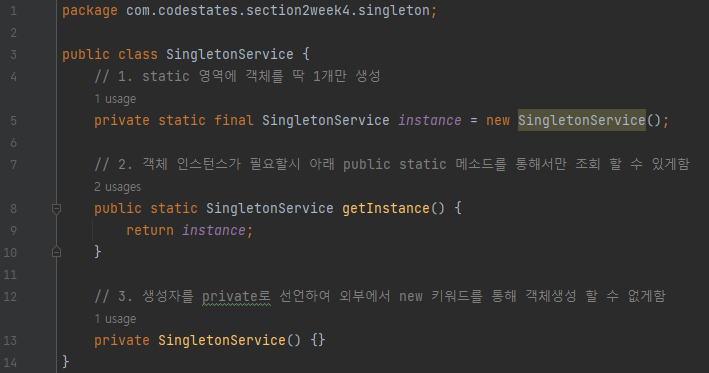 1 package com.codestates.section2week4.singleton;
2
3 public class SingletonService {
4 // 1. static 영역에 객체를 딱 1개만 생성
1 usage
5 private static final SingletonService instance = new SingletonService();
6
7 // 2. 객체 인스턴스가 필요할시 아래 public static 메소드를 통해서만 조회 할 수 있게함
2 usages
8 public static SingletonService getInstance() {
9 return instance;
10 }
11
12 // 3. 생성자를 private로 선언하여 외부에서 new 키워드를 통해 객체생성 할 수 없게함
1 usage
13 private SingletonService() {}
14 }